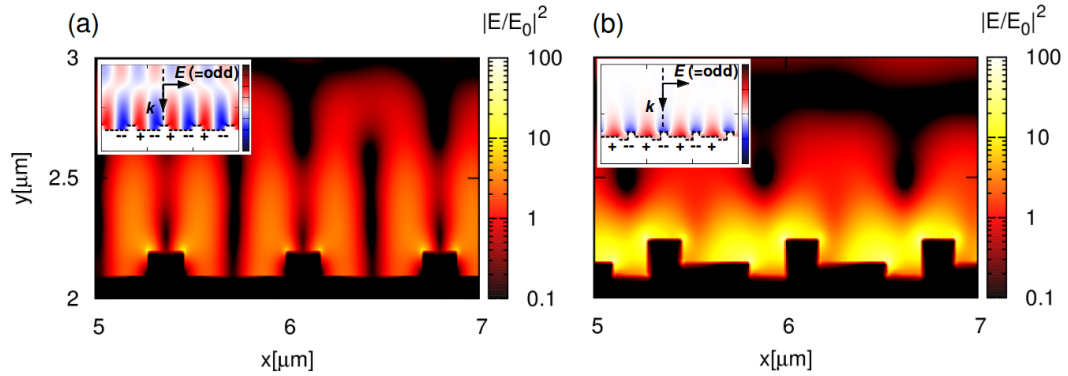 (a)
|E/E₀|²
3
2.5
2
y[μm]
E (=odd)
k
-- + -- + -- + --
5
6
7
x[μm]
100
10
1
0.1
(b)
|E/E₀|²
E (=odd)
k
+ -- + -- + -- +
5
6
7
x[μm]
100
10
1
0.1